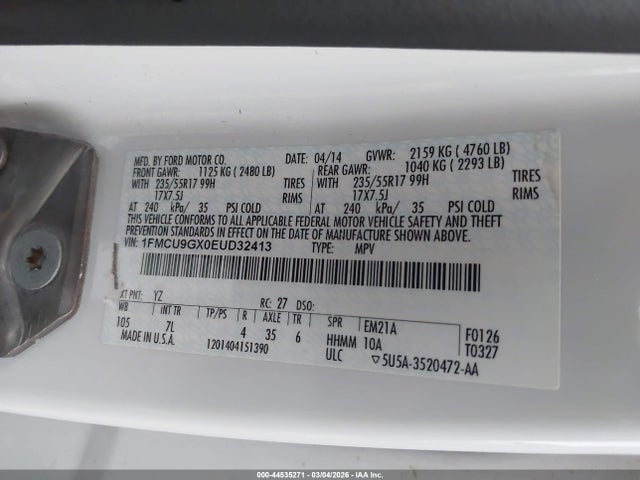 MFD. BY FORD MOTOR CO. DATE: 04/14 GVWR: 2159 KG ( 4760 LB)
FRONT GAWR: 1125 KG ( 2480 LB) REAR GAWR: 1040 KG ( 2293 LB)
WITH 235/55R17 99H TIRES WITH 235/55R17 99H TIRES
17X7.5J RIMS 17X7.5J RIMS
AT 240 kPa/ 35 PSI COLD AT 240 kPa/ 35 PSI COLD
THIS VEHICLE CONFORMS TO ALL APPLICABLE FEDERAL MOTOR VEHICLE SAFETY AND THEFT
PREVENTION STANDARDS IN EFFECT ON THE DATE OF MANUFACTURE SHOWN ABOVE.
VIN: 1FMCU9GX0EUD32413 TYPE: MPV
EXT PNT: YZ RC: 27 DSO:
WB INT TR TP/PS R AXLE TR SPR EM21A F0126
105 7L 4 35 6 HHMM 10A T0327
MADE IN U.S.A. 1201404151390 ULC 5U5A-3520472-AA
000-44535271 - 03/04/2026 - IAAI.COM